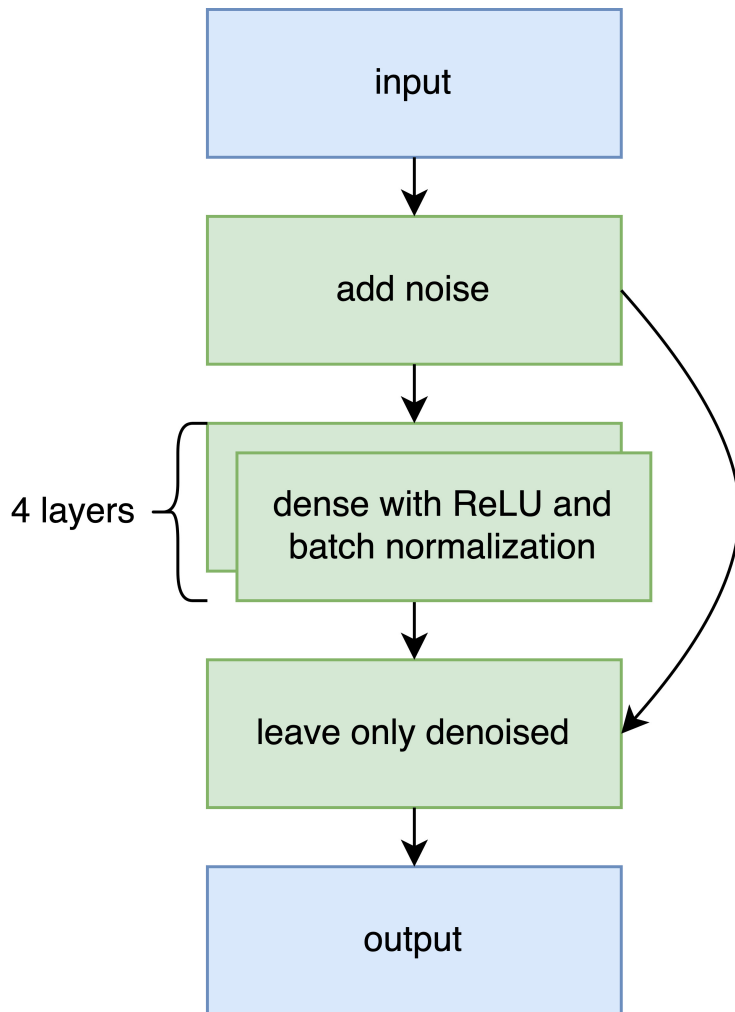 input
add noise
4 layers
dense with ReLU and
batch normalization
leave only denoised
output